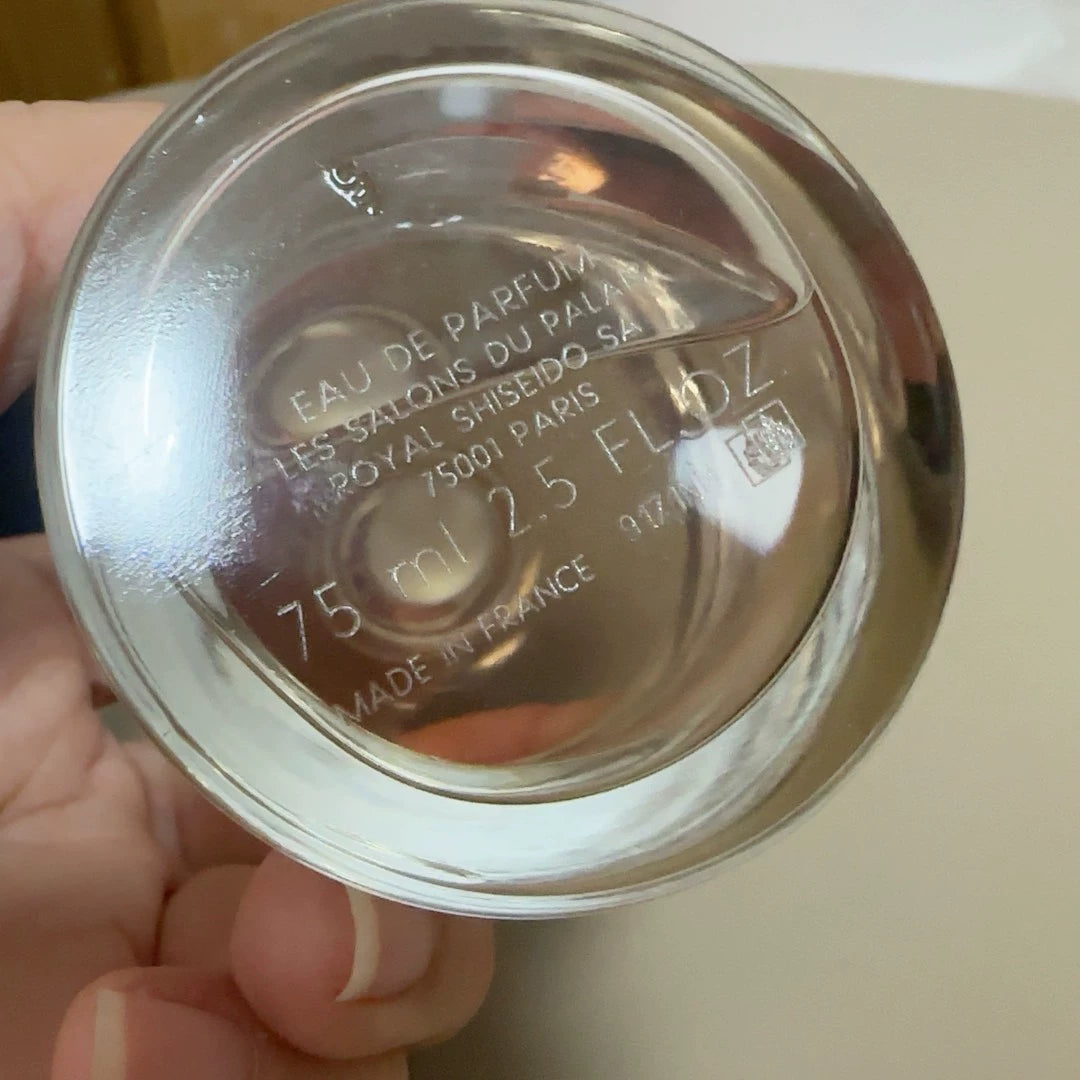 EAU DE PARFUM
LES SALONS DU PALAIS
ROYAL SHISEIDO SA
75001 PARIS
75 ml 2.5 FL OZ
MADE IN FRANCE